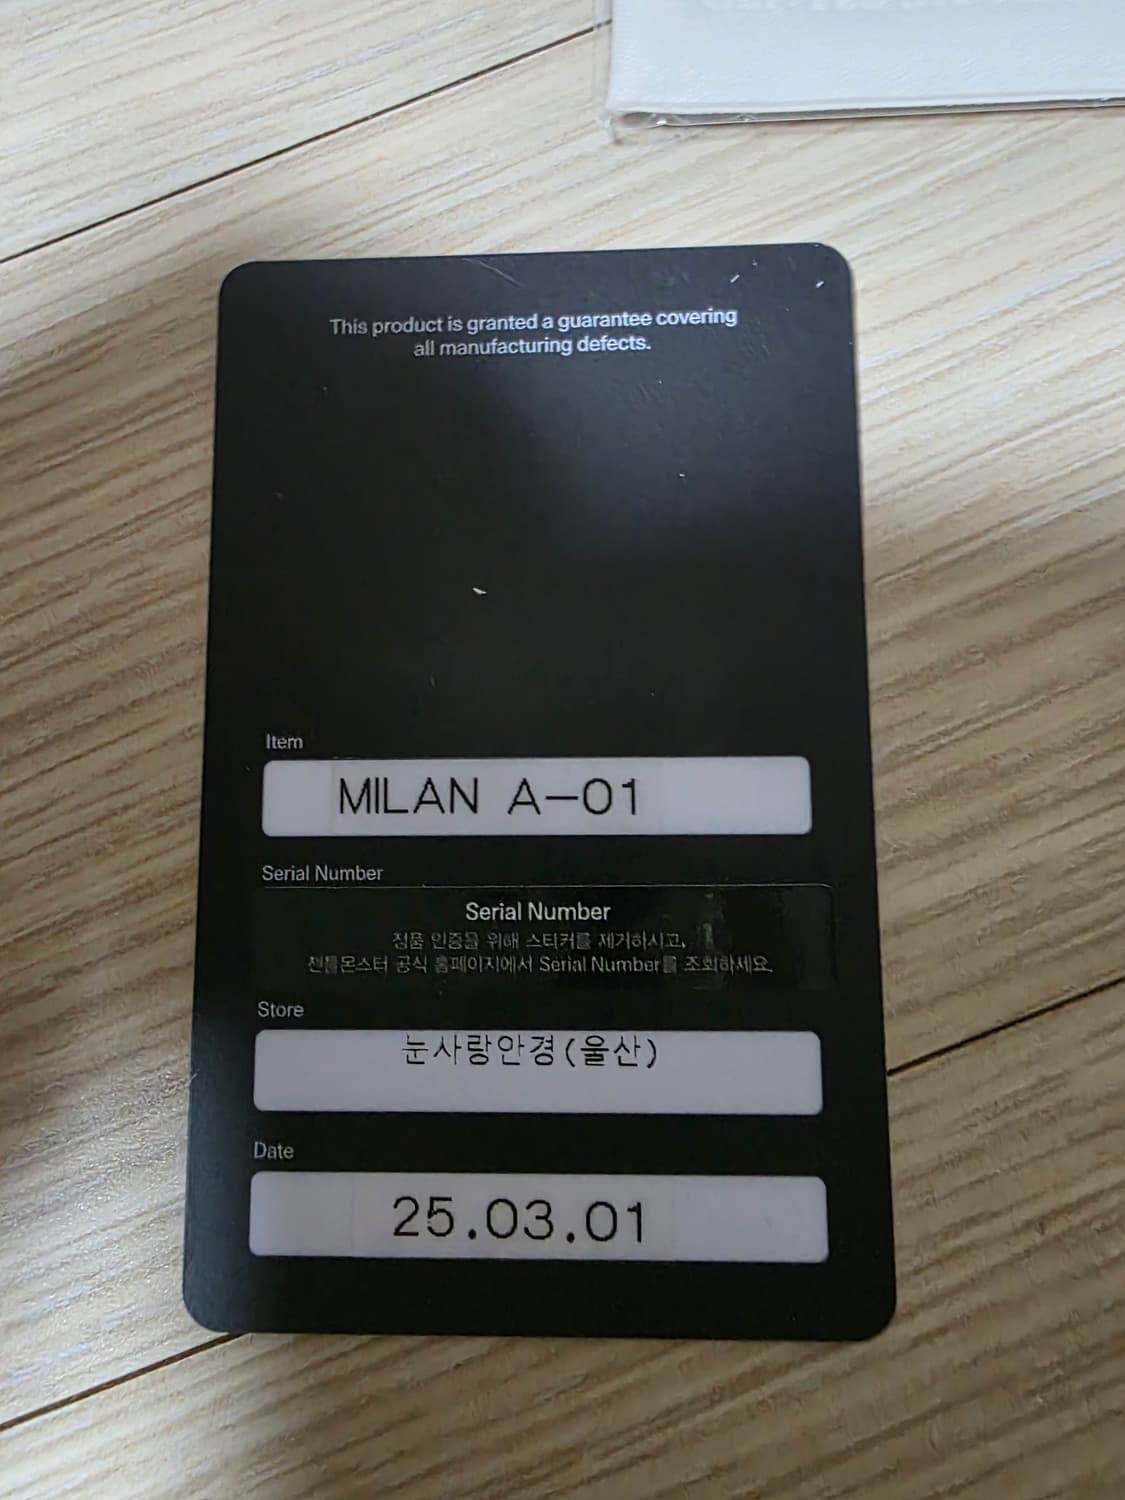 This product is granted a guarantee covering
all manufacturing defects.
Item
MILAN A-01
Serial Number
Serial Number
정품 인증을 위해 스티커를 제거하시고,
젠틀몬스터 공식 홈페이지에서 Serial Number를 조회하세요.
Store
눈사랑안경(울산)
Date
25.03.01